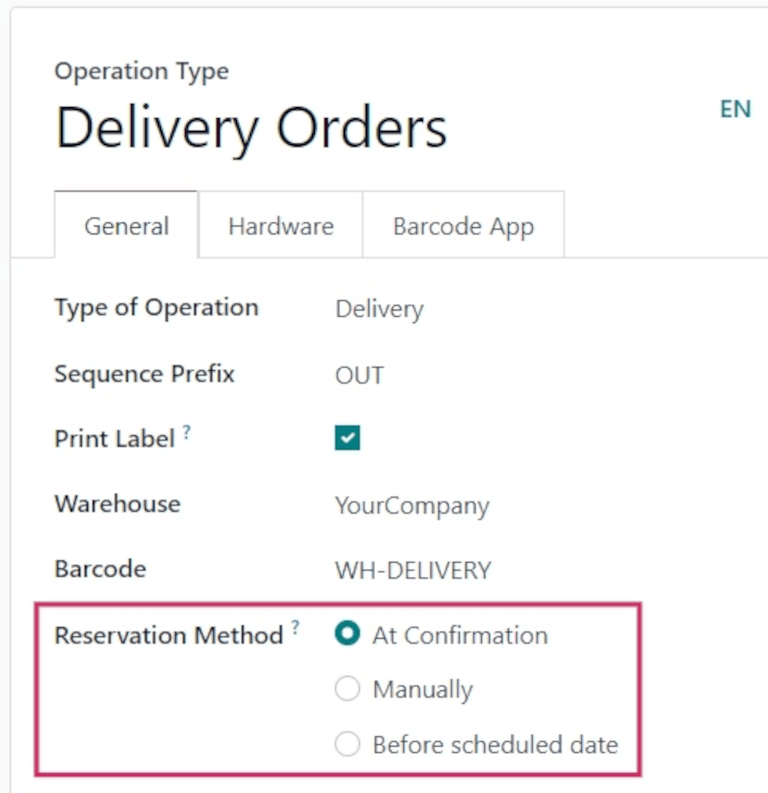 Operation Type
Delivery Orders
EN
General Hardware Barcode App
Type of Operation Delivery
Sequence Prefix OUT
Print Label ?
Warehouse YourCompany
Barcode WH-DELIVERY
Reservation Method ? At Confirmation
Manually
Before scheduled date